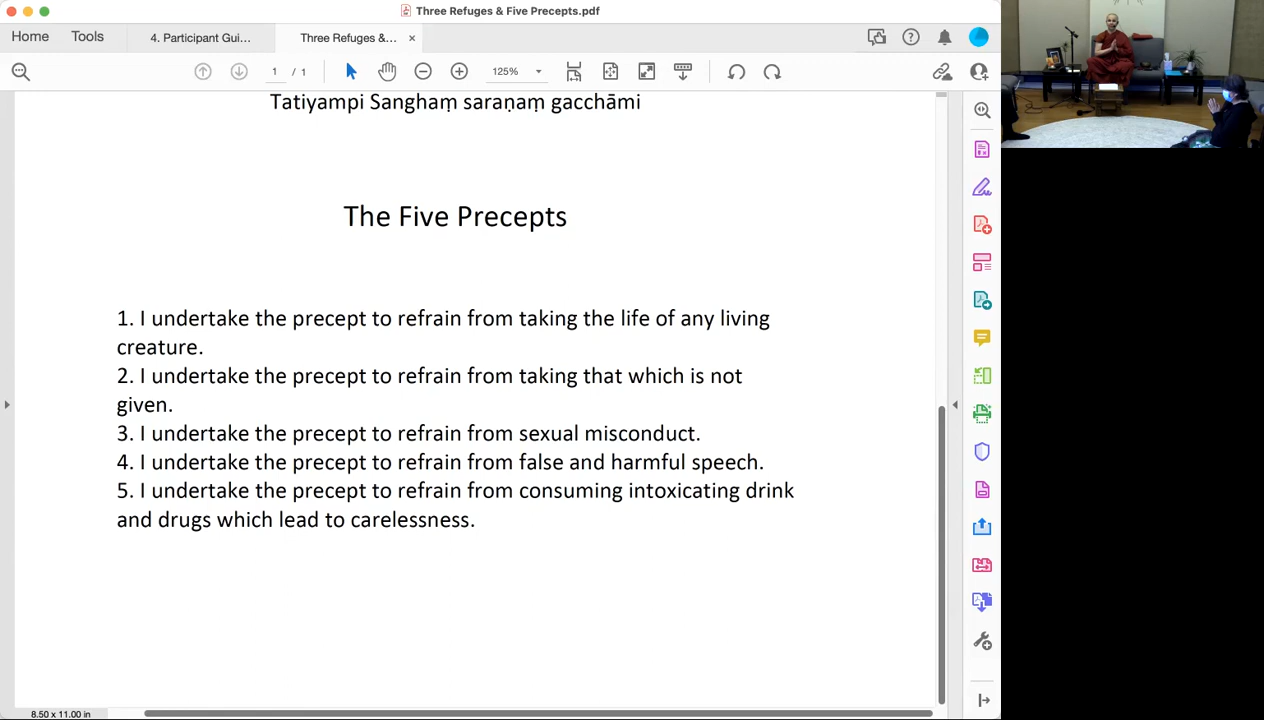 Three Refuges & Five Precepts.pdf
Home
Tools
4. Participant Gui...
Three Refuges &...
1 / 1
125%
Tatiyampi Sanghaṃ saraṇaṃ gacchāmi
The Five Precepts
1. I undertake the precept to refrain from taking the life of any living
creature.
2. I undertake the precept to refrain from taking that which is not
given.
3. I undertake the precept to refrain from sexual misconduct.
4. I undertake the precept to refrain from false and harmful speech.
5. I undertake the precept to refrain from consuming intoxicating drink
and drugs which lead to carelessness.
8.50 x 11.00 in